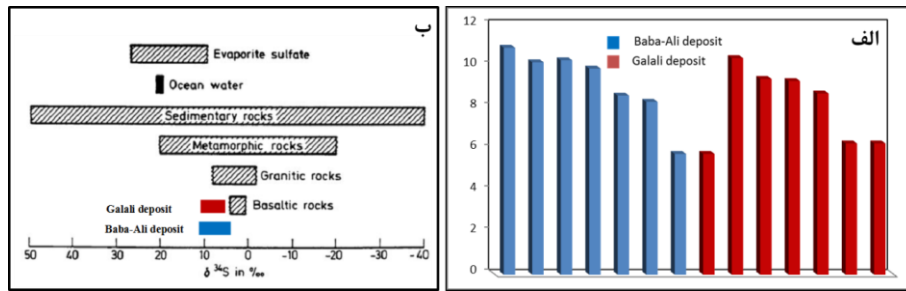 ب
Evaporite sulfate
Ocean water
Sedimentary rocks
Metamorphic rocks
Granitic rocks
Galali deposit
Basaltic rocks
Baba-Ali deposit
50 40 30 20 10 0 -10 -20 -30 -40
δ ³⁴S in ‰
الف
Baba-Ali deposit
Galali deposit
12
10
8
6
4
2
0